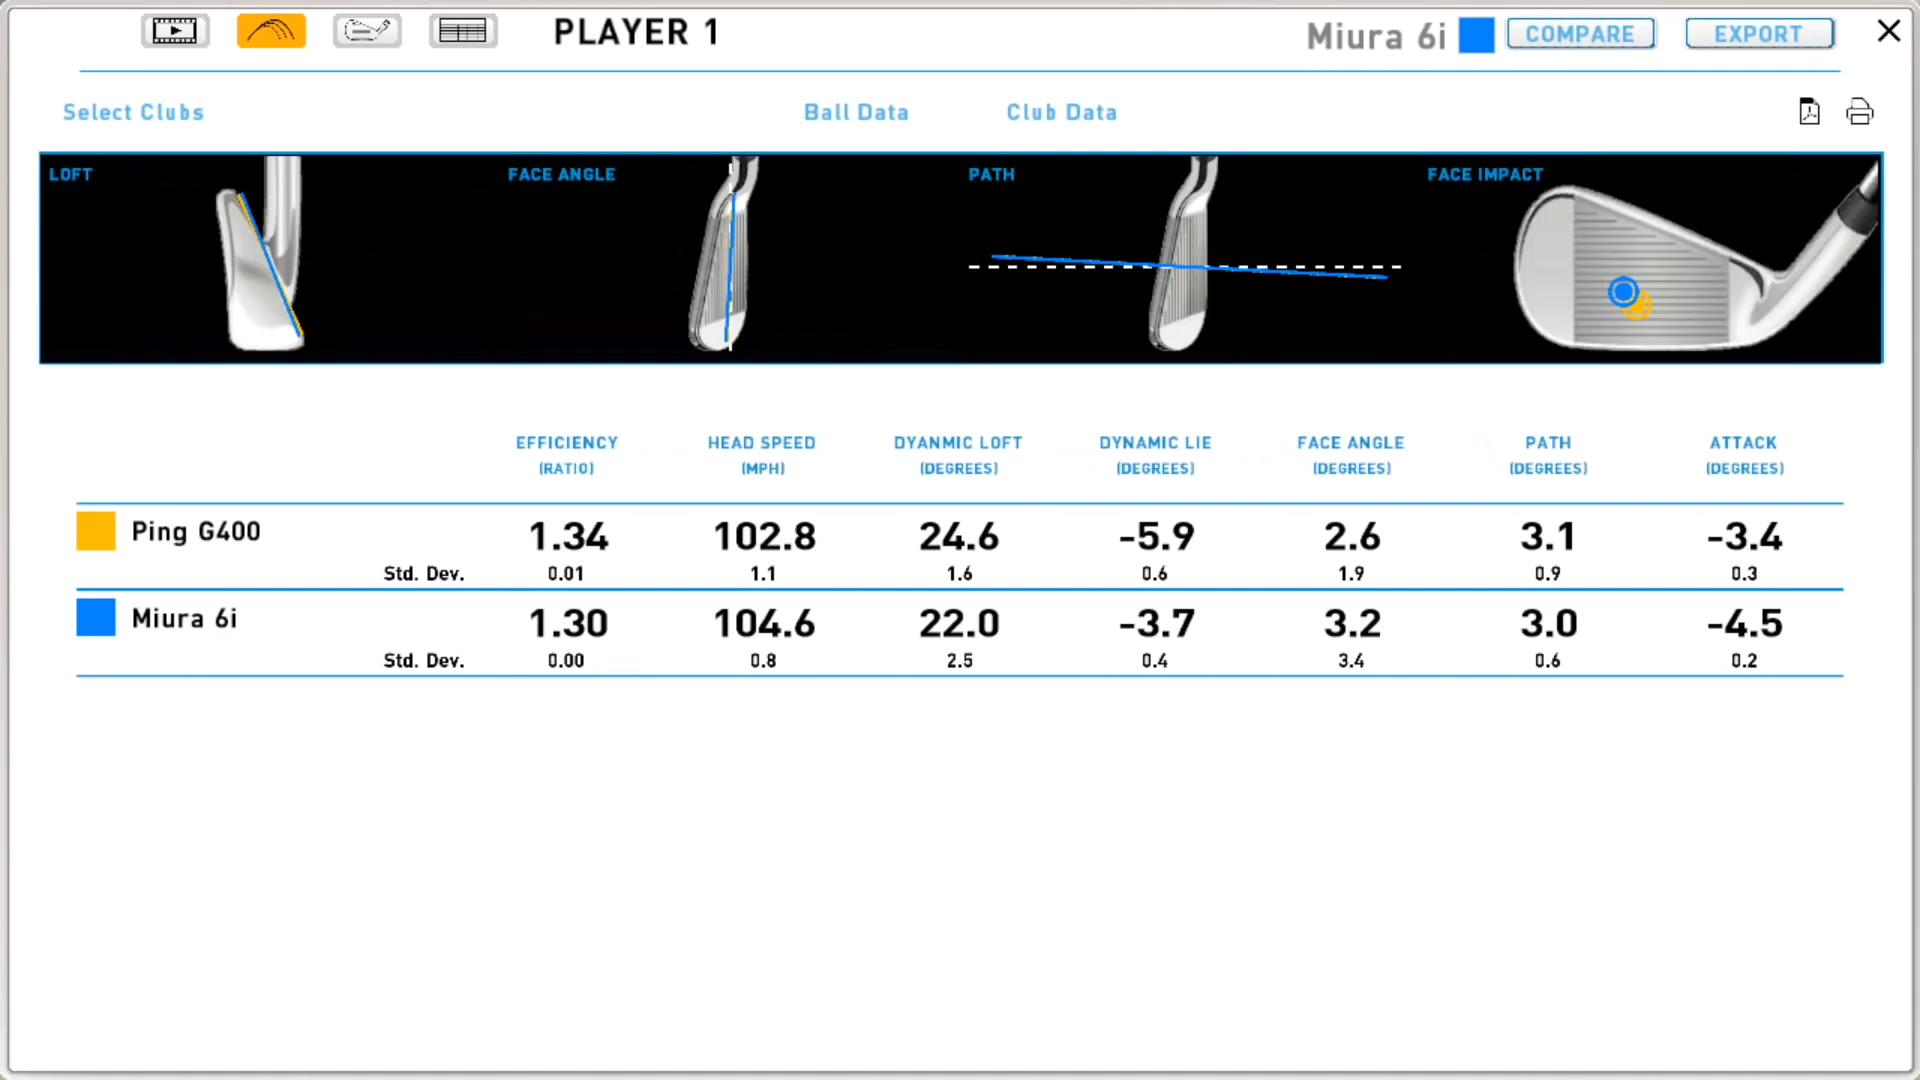 PLAYER 1
Miura 6i
COMPARE
EXPORT
Select Clubs
Ball Data
Club Data
LOFT
FACE ANGLE
PATH
FACE IMPACT
EFFICIENCY HEAD SPEED DYANMIC LOFT DYNAMIC LIE FACE ANGLE PATH ATTACK
(RATIO) (MPH) (DEGREES) (DEGREES) (DEGREES) (DEGREES) (DEGREES)
Ping G400 1.34 102.8 24.6 -5.9 2.6 3.1 -3.4
Std. Dev. 0.01 1.1 1.6 0.6 1.9 0.9 0.3
Miura 6i 1.30 104.6 22.0 -3.7 3.2 3.0 -4.5
Std. Dev. 0.00 0.8 2.5 0.4 3.4 0.6 0.2